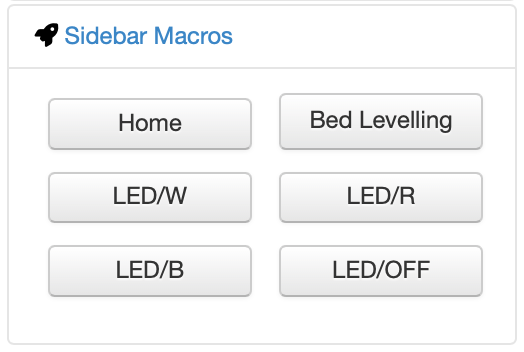 Sidebar Macros
Home
Bed Levelling
LED/W
LED/R
LED/B
LED/OFF